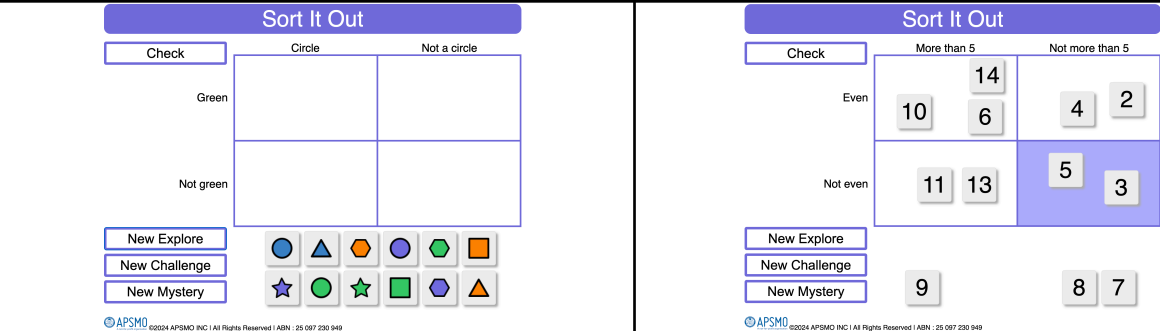 Sort It Out
Check
Circle
Not a circle
Green
Not green
New Explore
New Challenge
New Mystery
APSMO
©2024 APSMO INC I All Rights Reserved I ABN : 25 097 230 949
Sort It Out
Check
More than 5
Not more than 5
Even
14
10
6
4
2
Not even
11
13
5
3
New Explore
New Challenge
New Mystery
9
8
7
APSMO
©2024 APSMO INC I All Rights Reserved I ABN : 25 097 230 949